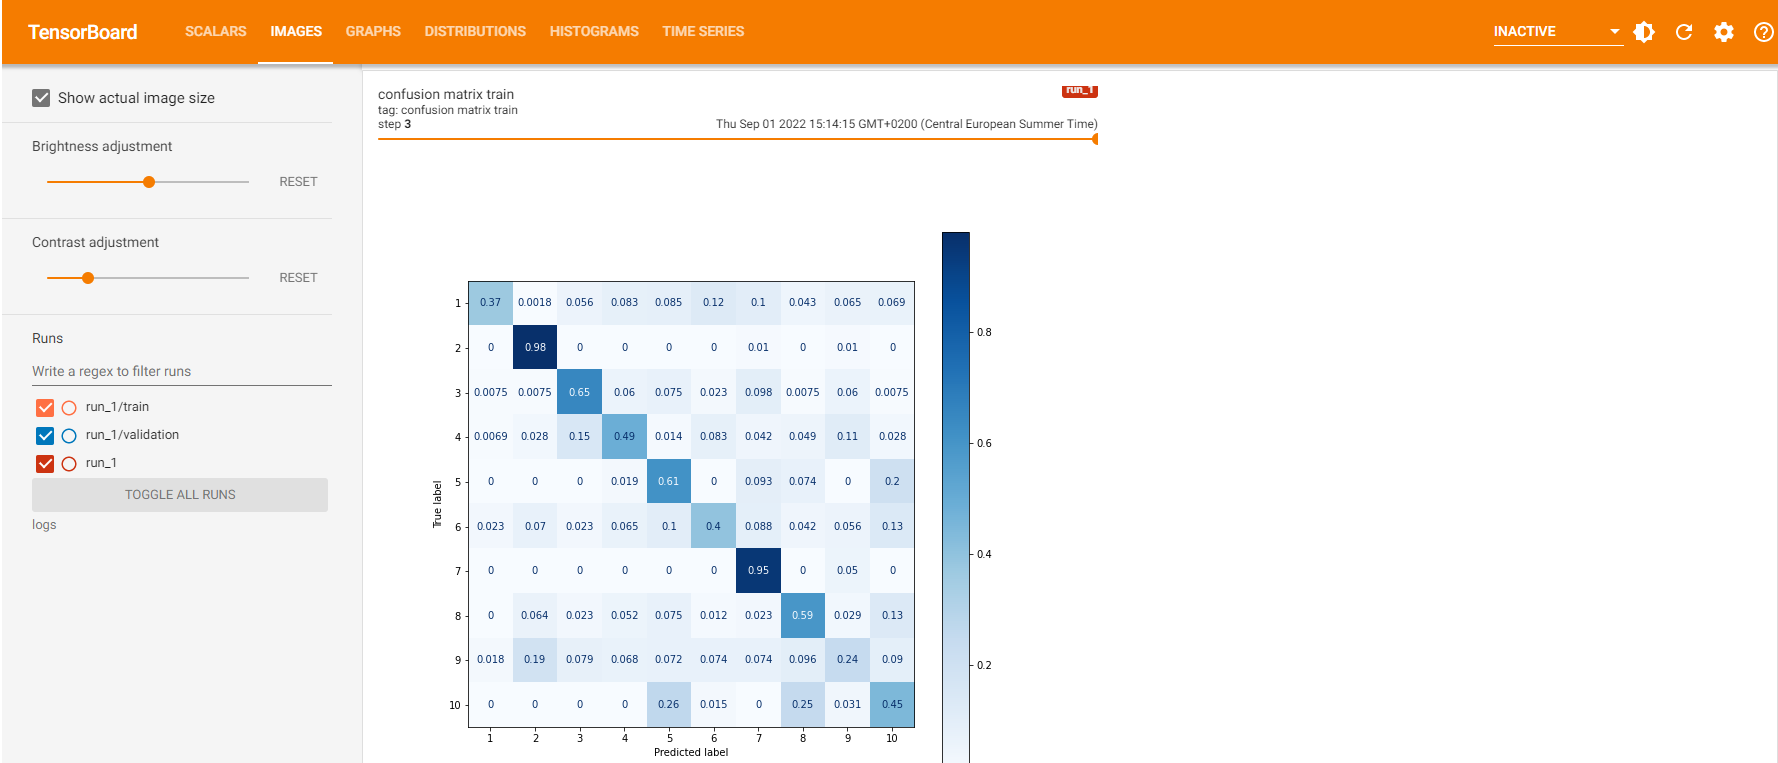 TensorBoard SCALARS IMAGES GRAPHS DISTRIBUTIONS HISTOGRAMS TIME SERIES INACTIVE
Show actual image size
Brightness adjustment
RESET
Contrast adjustment
RESET
Runs
Write a regex to filter runs
run_1/train
run_1/validation
run_1
TOGGLE ALL RUNS
logs
confusion matrix train
run_1
tag: confusion matrix train
step 3 Thu Sep 01 2022 15:14:15 GMT+0200 (Central European Summer Time)
True label
1 0.37 0.0018 0.056 0.083 0.085 0.12 0.1 0.043 0.065 0.069
2 0 0.98 0 0 0 0 0.01 0 0.01 0
3 0.0075 0.0075 0.65 0.06 0.075 0.023 0.098 0.0075 0.06 0.0075
4 0.0069 0.028 0.15 0.49 0.014 0.083 0.042 0.049 0.11 0.028
5 0 0 0 0.019 0.61 0 0.093 0.074 0 0.2
6 0.023 0.07 0.023 0.065 0.1 0.4 0.088 0.042 0.056 0.13
7 0 0 0 0 0 0 0.95 0 0.05 0
8 0 0.064 0.023 0.052 0.075 0.012 0.023 0.59 0.029 0.13
9 0.018 0.19 0.079 0.068 0.072 0.074 0.074 0.096 0.24 0.09
10 0 0 0 0 0.26 0.015 0 0.25 0.031 0.45
1 2 3 4 5 6 7 8 9 10
Predicted label
0.8
0.6
0.4
0.2